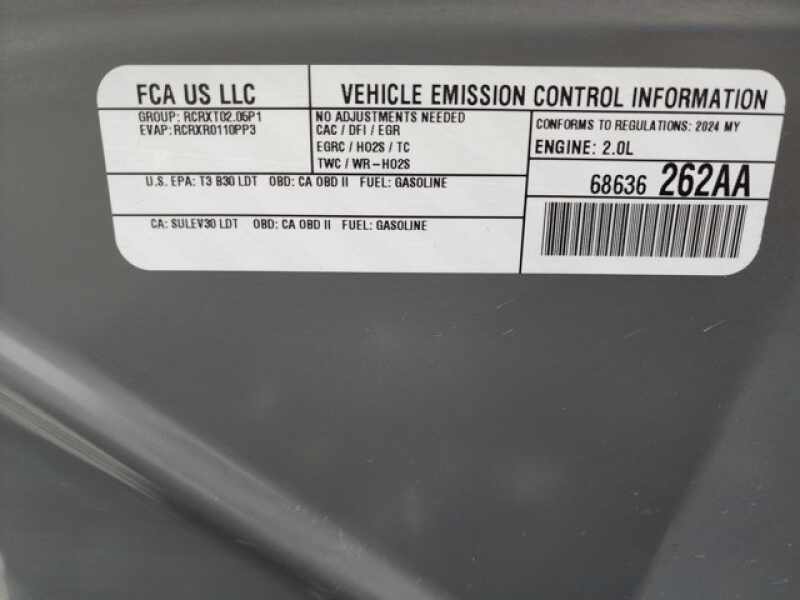 FCA US LLC
GROUP: RCRXT02.05P1
EVAP: RCRXR0110PP3
VEHICLE EMISSION CONTROL INFORMATION
NO ADJUSTMENTS NEEDED
CAC / DFI / EGR
EGRC / HO2S / TC
TWC / WR-HO2S
CONFORMS TO REGULATIONS: 2024 MY
ENGINE: 2.0L
U.S. EPA: T3 B30 LDT OBD: CA OBD II FUEL: GASOLINE
CA: SULEV30 LDT OBD: CA OBD II FUEL: GASOLINE
68636 262AA